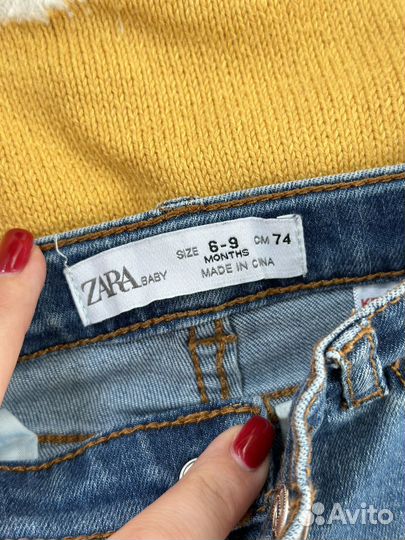 ZARA BABY
SIZE 6-9 MONTHS CM 74
MADE IN CINA
K
Avito